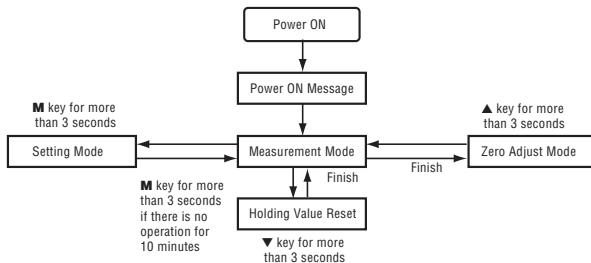 Power ON
Power ON Message
M key for more
than 3 seconds
▲ key for more
than 3 seconds
Setting Mode
Measurement Mode
Zero Adjust Mode
Finish
Finish
M key for more
than 3 seconds
if there is no
operation for
10 minutes
Holding Value Reset
▼ key for more
than 3 seconds